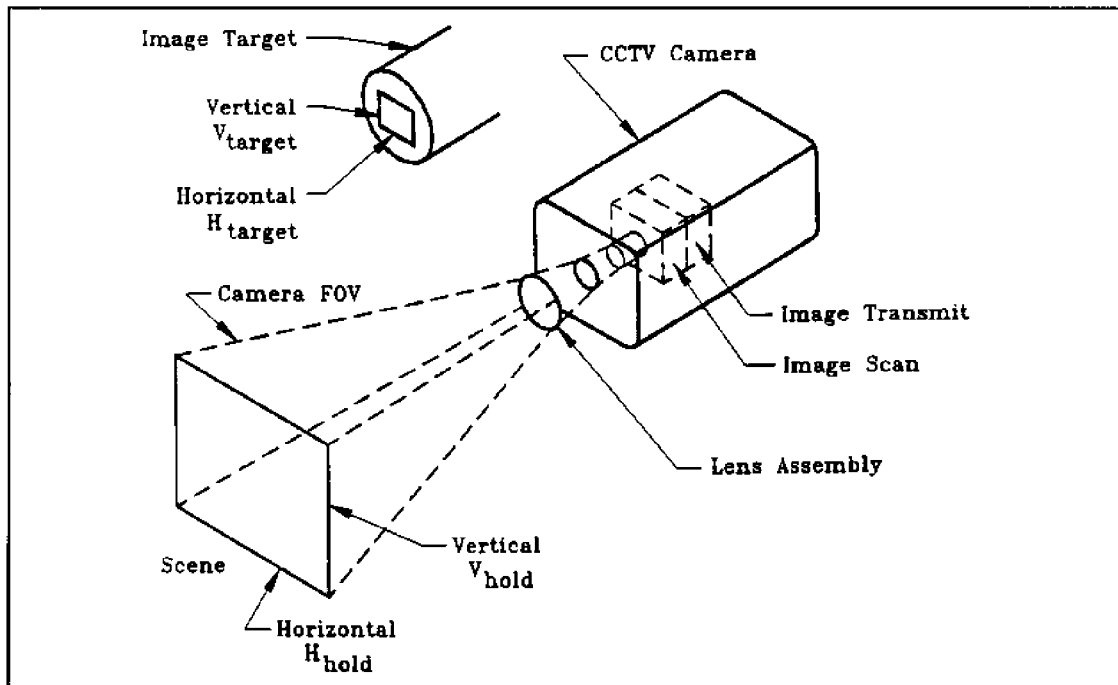 Image Target
CCTV Camera
Vertical
Vtarget
Horizontal
Htarget
Camera FOV
Image Transmit
Image Scan
Lens Assembly
Vertical
Vhold
Scene
Horizontal
Hhold